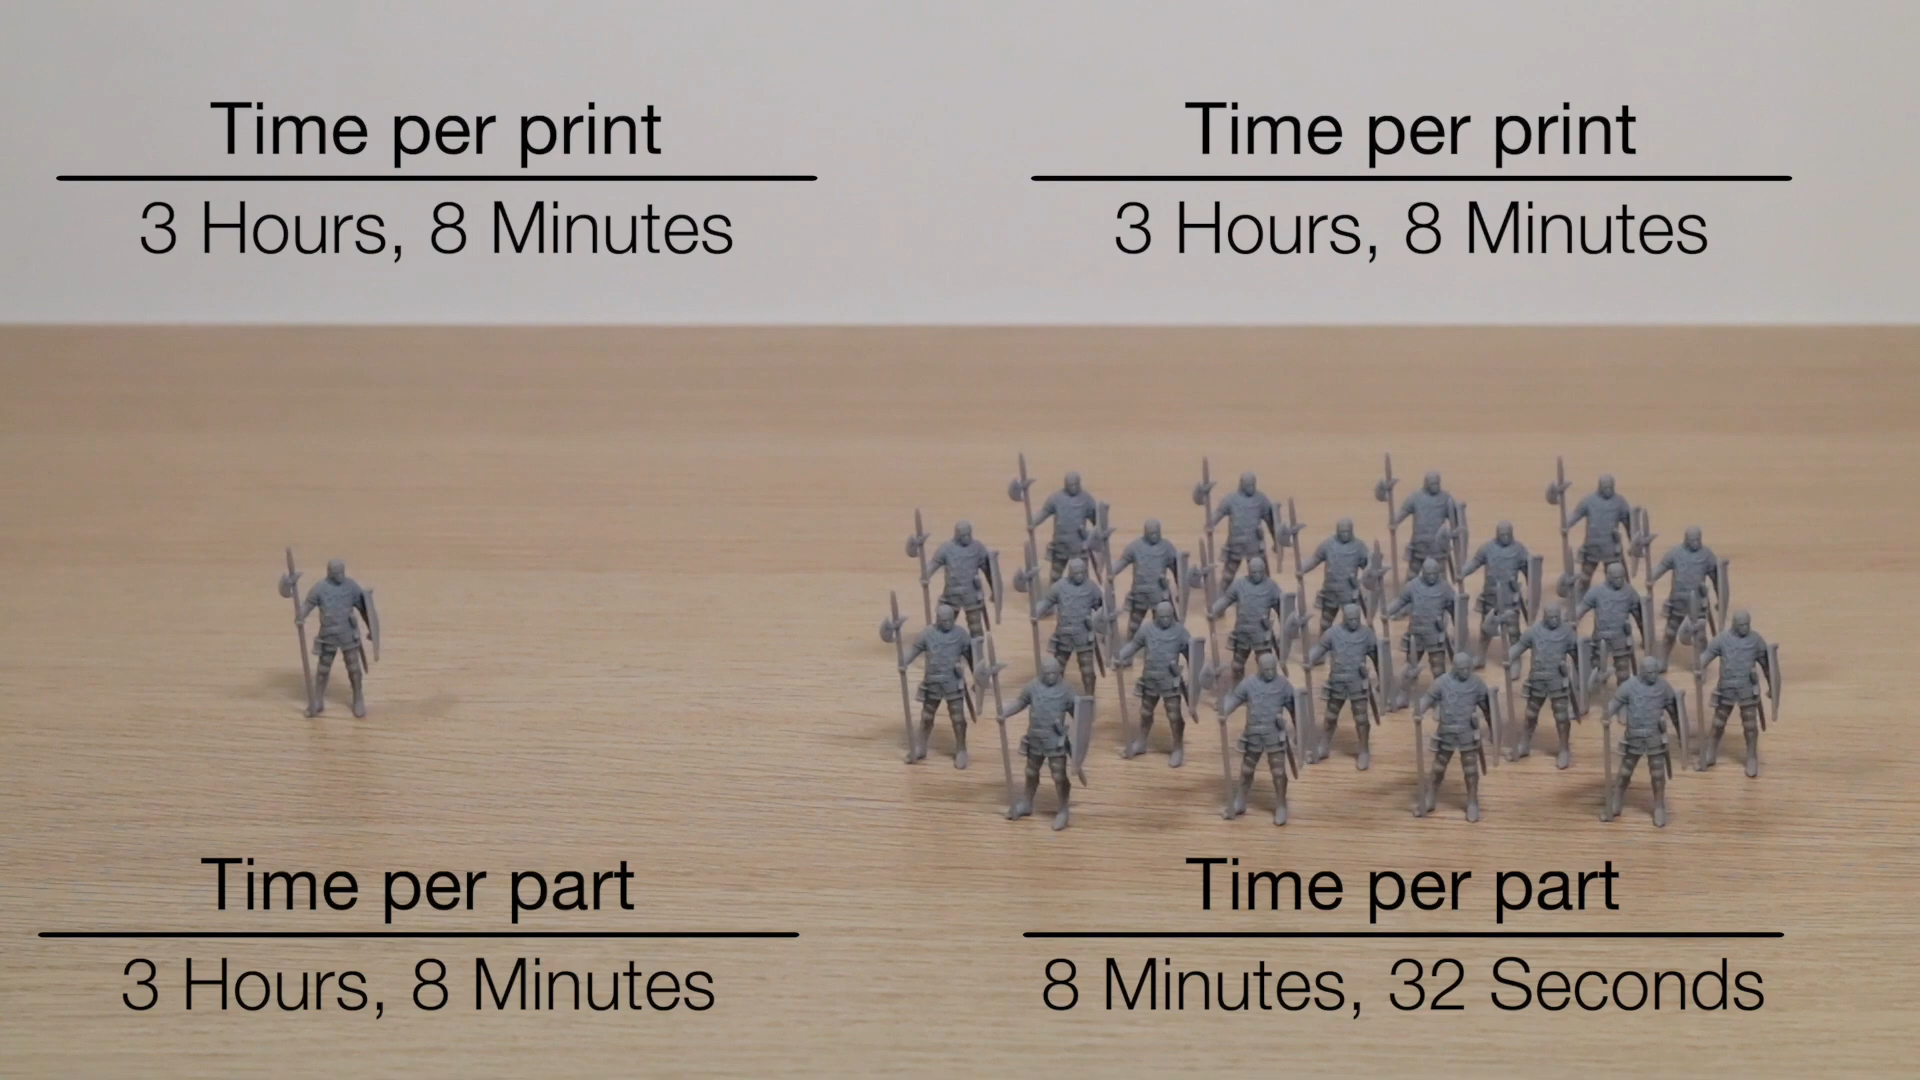 Time per print
3 Hours, 8 Minutes
Time per print
3 Hours, 8 Minutes
Time per part
3 Hours, 8 Minutes
Time per part
8 Minutes, 32 Seconds